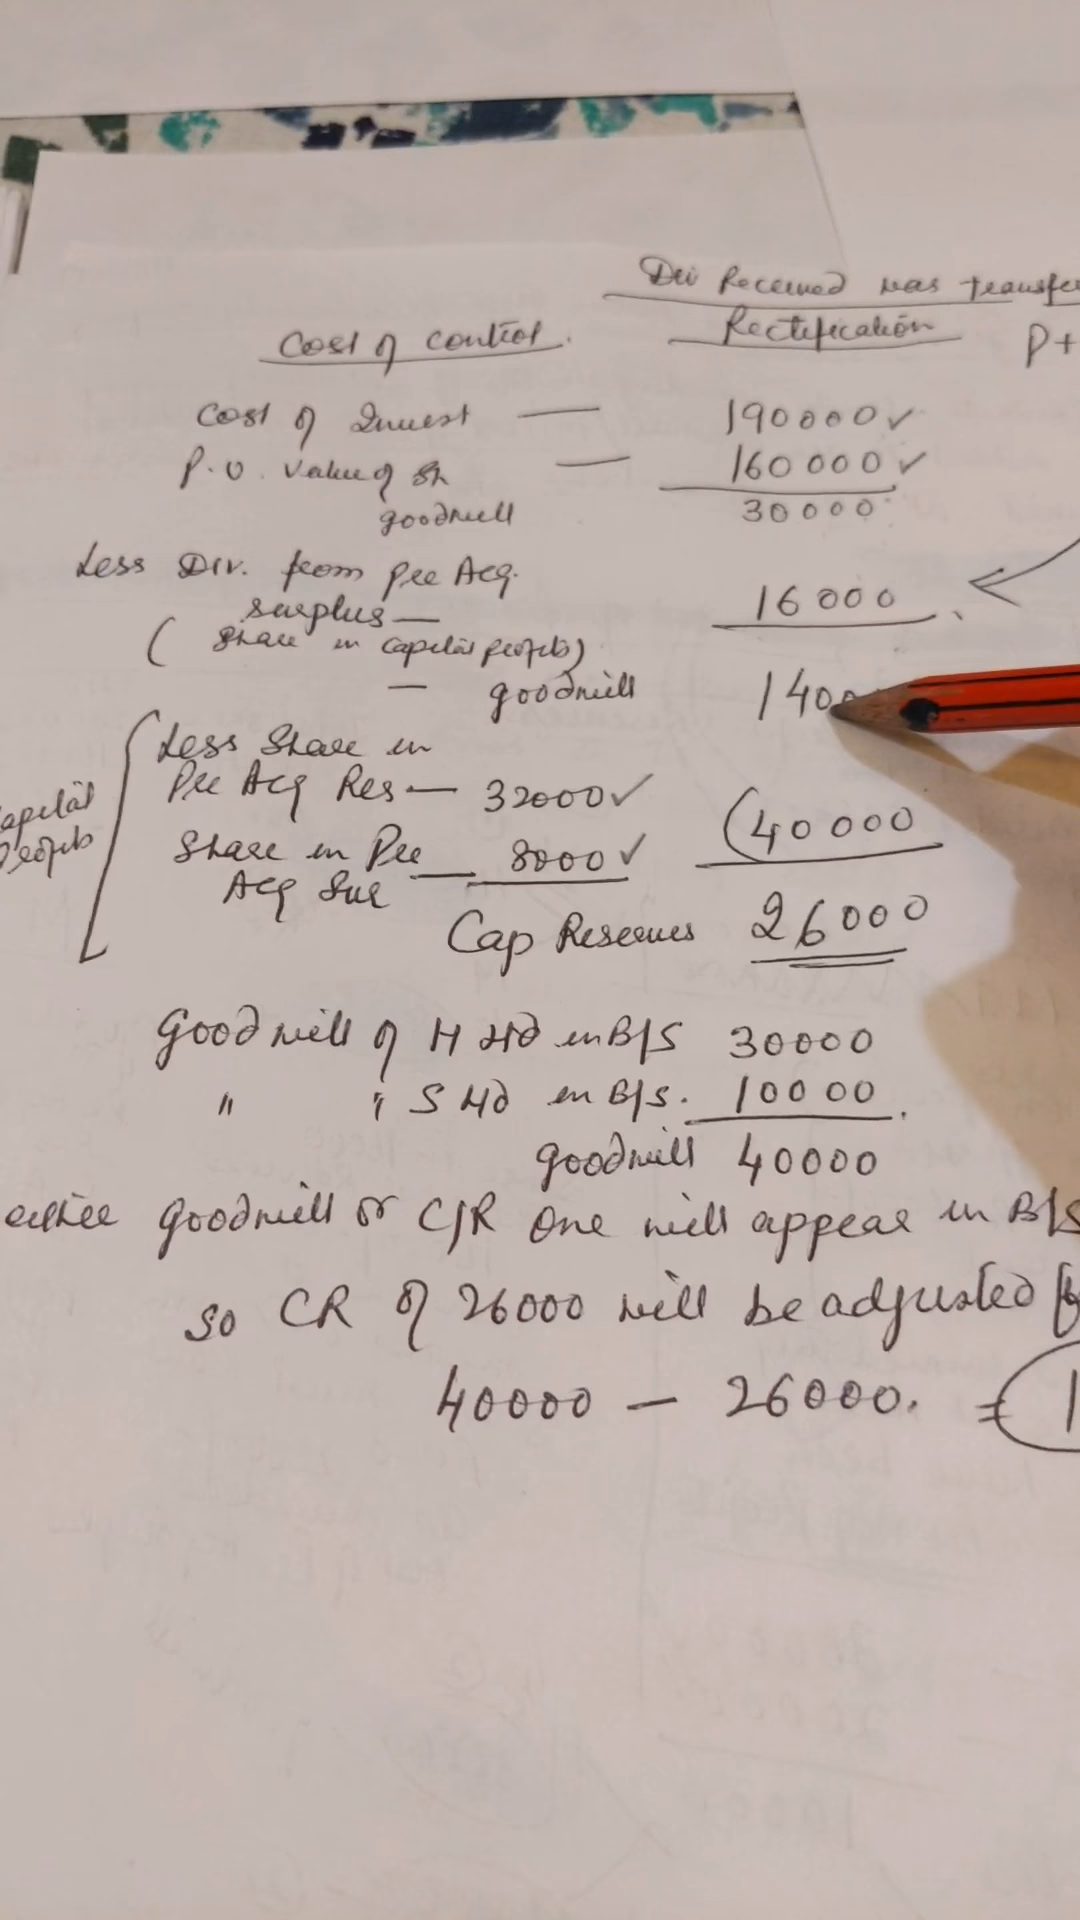 Div Received was transfe
Rectification
P+
Cost of control.
Cost of Invest — 190000 ✓
P.U. Value of Sh — 160000 ✓
goodwill 30000
Less Div. from Pre Acq.
surplus — 16000
(Share in capital profits)
— goodwill 1400
Less Share in
Pre Acq Res — 32000 ✓
(40000
Share in Pre — 8000 ✓
Acq Sur
apital
Profits
Cap Reserves 26000
Goodwill of H Ltd in B/S 30000
" " S Ltd in B/S. 10000
goodwill 40000
either goodwill or C/R one will appear in B/S
so CR of 26000 will be adjusted
40000 — 26000. = 1